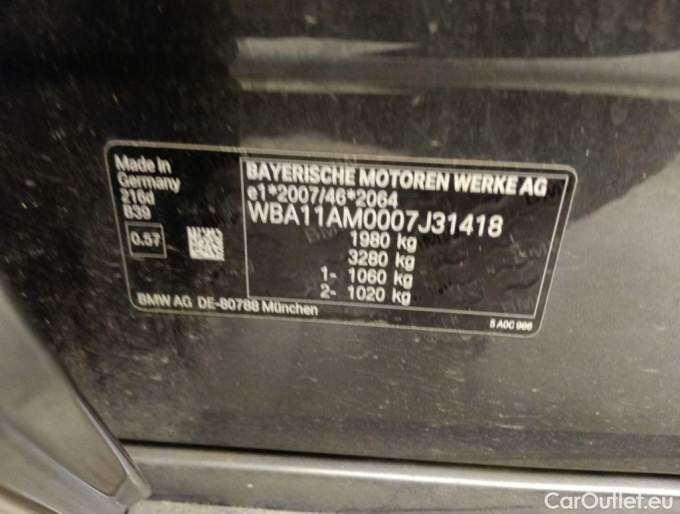 Made in
Germany
216d
B39
0.57
BMW AG DE-80788 München
BAYERISCHE MOTOREN WERKE AG
e1*2007/46*2064
WBA11AM0007J31418
1980 kg
3280 kg
1- 1060 kg
2- 1020 kg
5 A0C 966
CarOutlet.eu